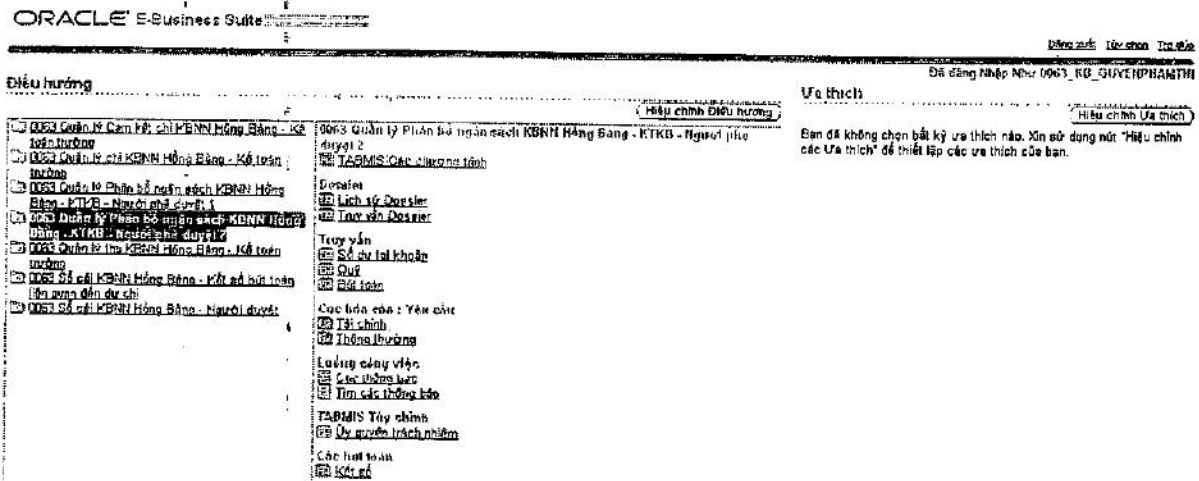 ORACLE E-Business Suite
Đăng xuất Tùy chọn Trợ giúp
Đã đăng Nhập Như 0063_KB_QUYENPHAMTHI
Điều hướng
Hiệu chỉnh Điều hướng
0063 Quản lý Cam kết chi KBNN Hồng Bàng - Kế
toán trưởng
0063 Quản lý chi KBNN Hồng Bàng - Kế toán
trưởng
0063 Quản lý Phân bổ ngân sách KBNN Hồng
Bàng - KTKB - Người phê duyệt 1
0063 Quản lý Phân bổ ngân sách KBNN Hồng
Bàng - KTKB - Người phê duyệt 2
0063 Quản lý thu KBNN Hồng Bàng - Kế toán
trưởng
0063 Sổ cái KBNN Hồng Bàng - Kết sổ bút toán
liên quan đến dự chi
0063 Sổ cái KBNN Hồng Bàng - Người duyệt
0063 Quản lý Phân bổ ngân sách KBNN Hồng Bàng - KTKB - Người phê
duyệt 2
TABMIS Các chương trình
Dossier
Lịch sử Dossier
Truy vấn Dossier
Truy vấn
Số dư tài khoản
Quỹ
Bút toán
Các báo cáo : Yêu cầu
Tài chính
Thông thường
Luồng công việc
Các thông báo
Tìm các thông báo
TABMIS Tùy chỉnh
Ủy quyền trách nhiệm
Các bút toán
Kết sổ
Ưa thích
Hiệu chỉnh Ưa thích
Bạn đã không chọn bất kỳ ưa thích nào. Xin sử dụng nút "Hiệu chỉnh
các Ưa thích" để thiết lập các ưa thích của bạn.